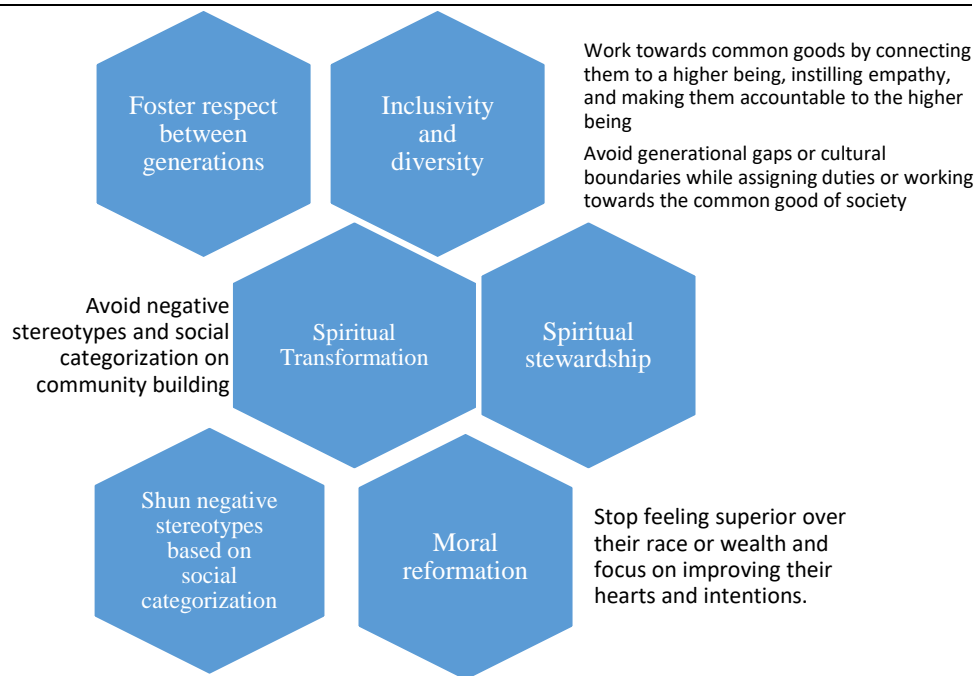 Foster respect
between
generations
Inclusivity
and
diversity
Work towards common goods by connecting
them to a higher being, instilling empathy,
and making them accountable to the higher
being
Avoid generational gaps or cultural
boundaries while assigning duties or working
towards the common good of society
Avoid negative
stereotypes and social
categorization on
community building
Spiritual
Transformation
Spiritual
stewardship
Shun negative
stereotypes
based on
social
categorization
Moral
reformation
Stop feeling superior over
their race or wealth and
focus on improving their
hearts and intentions.